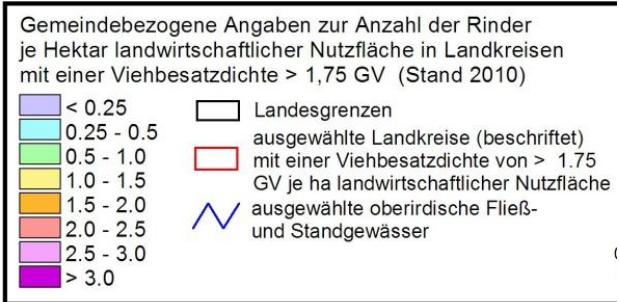 Gemeindebezogene Angaben zur Anzahl der Rinder
je Hektar landwirtschaftlicher Nutzfläche in Landkreisen
mit einer Viehbesatzdichte > 1,75 GV (Stand 2010)
< 0.25
0.25 - 0.5
0.5 - 1.0
1.0 - 1.5
1.5 - 2.0
2.0 - 2.5
2.5 - 3.0
> 3.0
Landesgrenzen
ausgewählte Landkreise (beschriftet)
mit einer Viehbesatzdichte von > 1.75
GV je ha landwirtschaftlicher Nutzfläche
ausgewählte oberirdische Fließ-
und Standgewässer